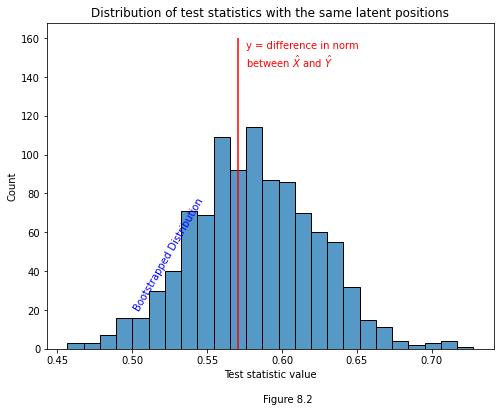 Distribution of test statistics with the same latent positions
160
140
120
100
80
60
40
20
0
Count
y = difference in norm
between X̂ and Ŷ
Bootstrapped Distribution
0.45 0.50 0.55 0.60 0.65 0.70
Test statistic value
Figure 8.2